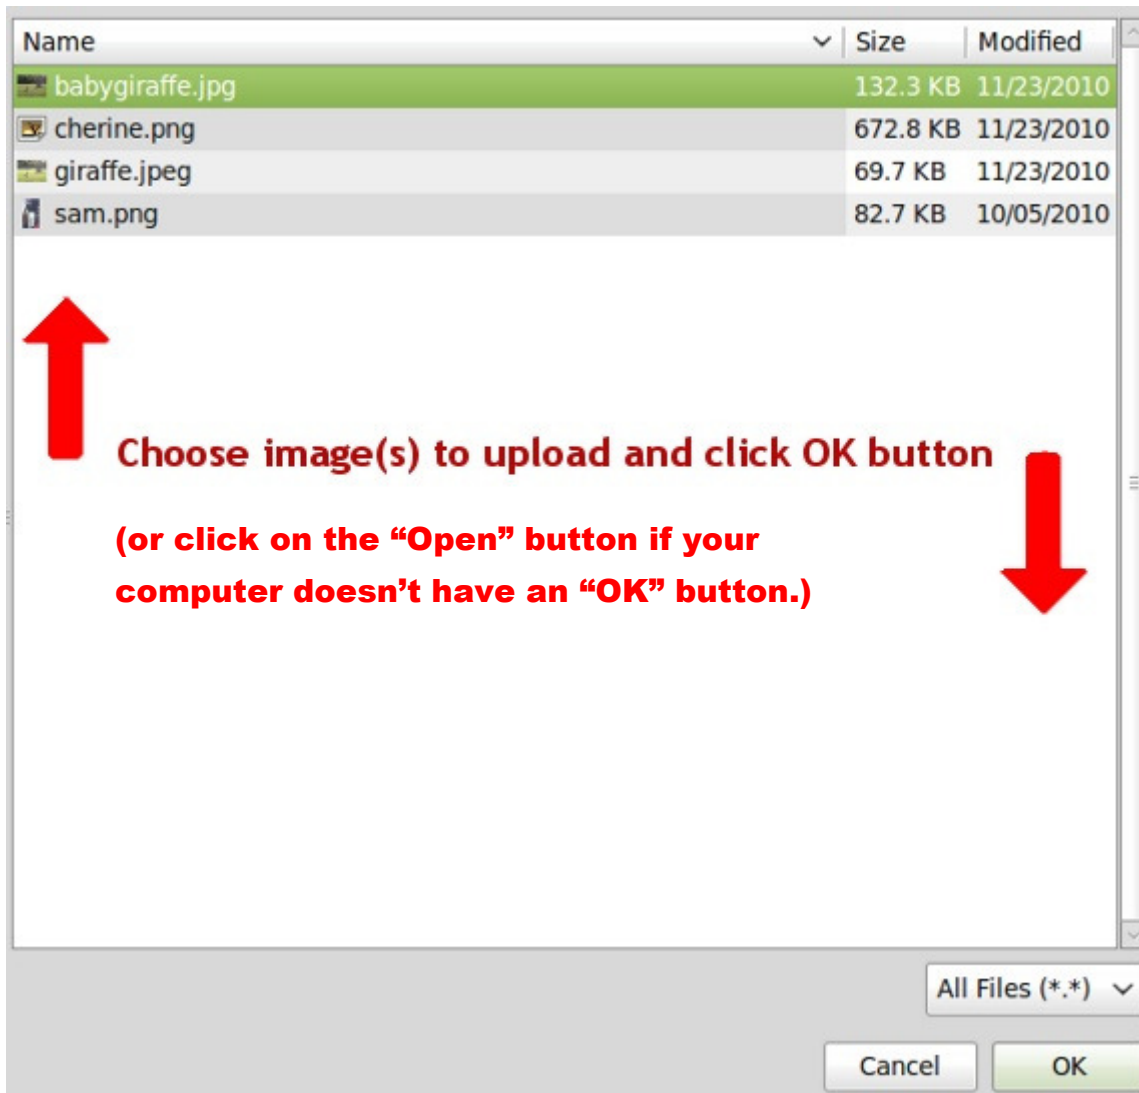 Name Size Modified
babygiraffe.jpg 132.3 KB 11/23/2010
cherine.png 672.8 KB 11/23/2010
giraffe.jpeg 69.7 KB 11/23/2010
sam.png 82.7 KB 10/05/2010
Choose image(s) to upload and click OK button
(or click on the “Open” button if your
computer doesn’t have an “OK” button.)
All Files (*.*)
Cancel OK